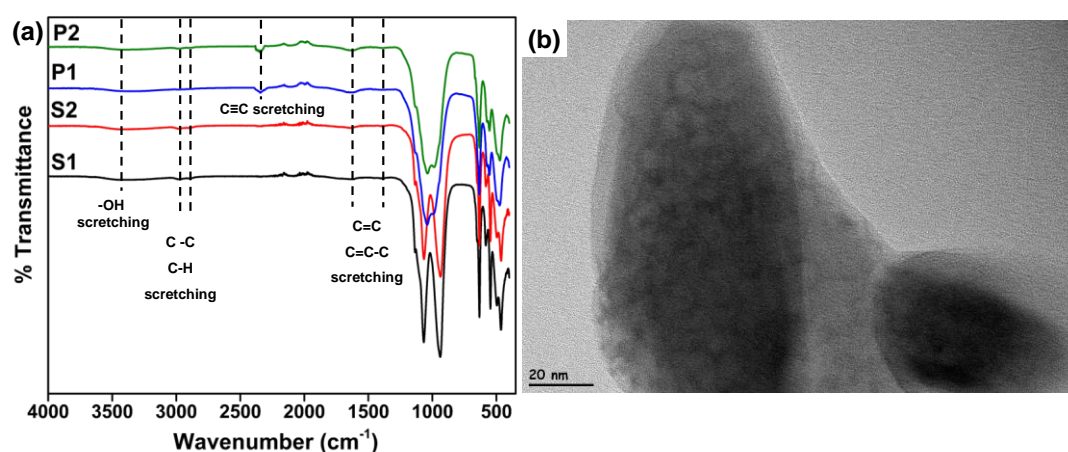 (a)
P2
P1
S2
S1
C≡C scretching
-OH
scretching
C -C
C-H
scretching
C=C
C=C-C
scretching
% Transmittance
4000 3500 3000 2500 2000 1500 1000 500
Wavenumber (cm-1)
(b)
20 nm